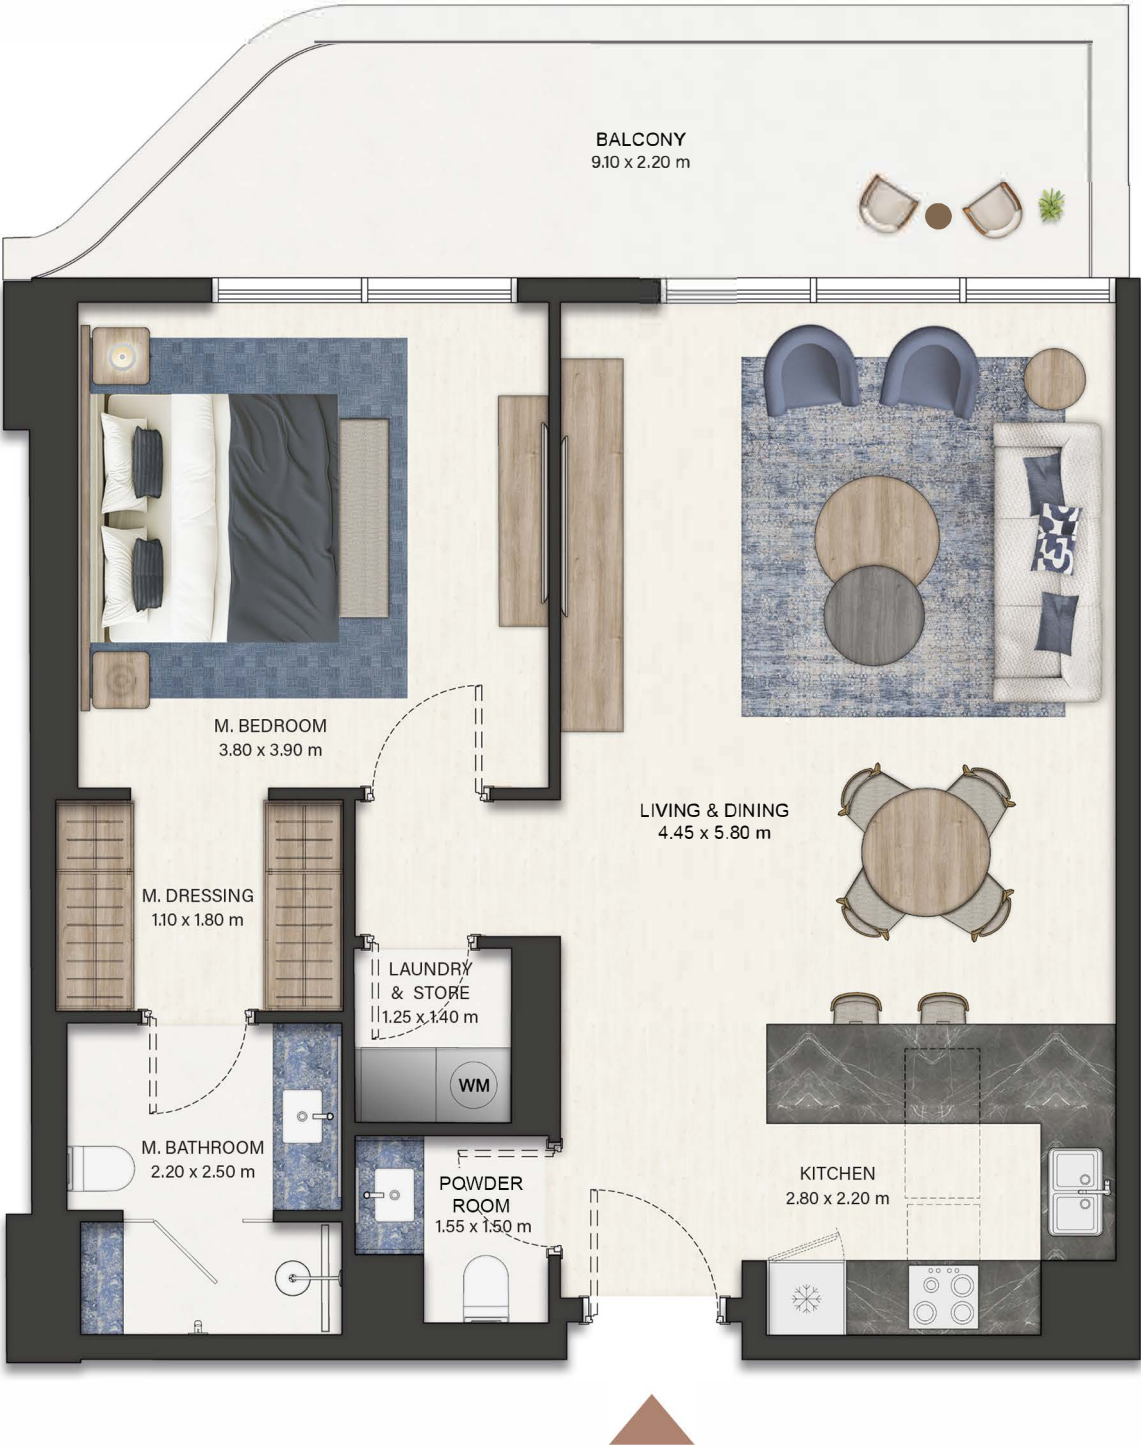 BALCONY
9.10 x 2.20 m
M. BEDROOM
3.80 x 3.90 m
LIVING & DINING
4.45 x 5.80 m
M. DRESSING
1.10 x 1.80 m
LAUNDRY
& STORE
1.25 x 1.40 m
WM
M. BATHROOM
2.20 x 2.50 m
POWDER
ROOM
1.55 x 1.50 m
KITCHEN
2.80 x 2.20 m